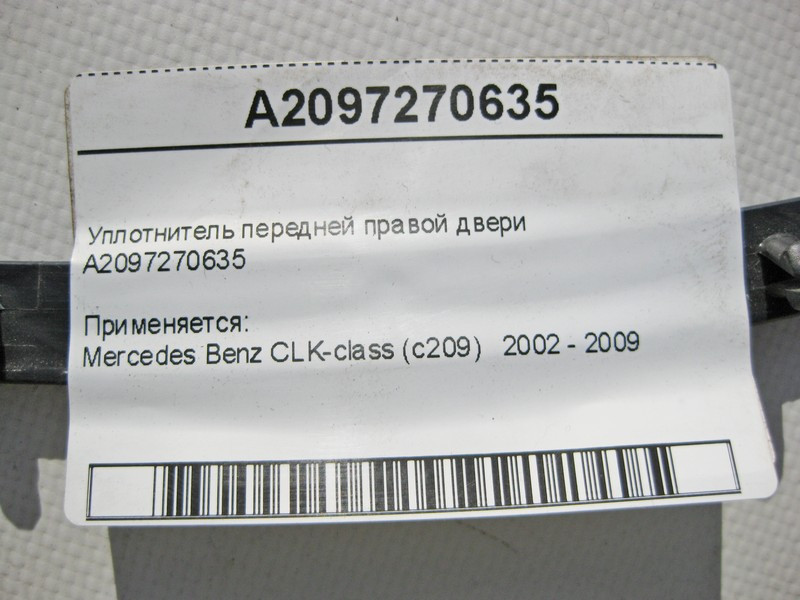 A2097270635
Уплотнитель передней правой двери
A2097270635
Применяется:
Mercedes Benz CLK-class (c209) 2002 - 2009